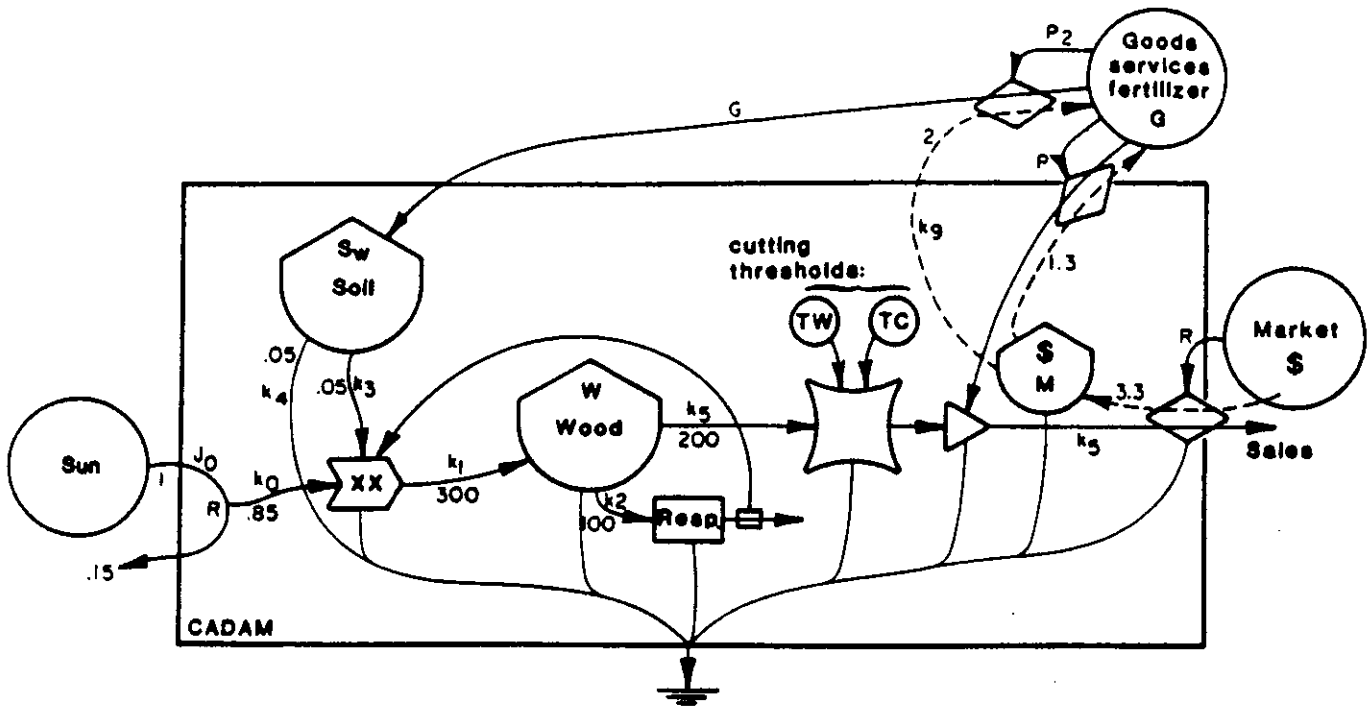 P2
Goods
services
fertilizer
G
G
2
P
k9
1.3
Sw
Soil
cutting
thresholds:
TW
TC
Market
$
R
$
M
3.3
.05
k4
.05
k3
W
Wood
k5
200
k5
Sales
Sun
J0
1
R
k0
.85
XX
k1
300
k2
100
Resp.
.15
CADAM